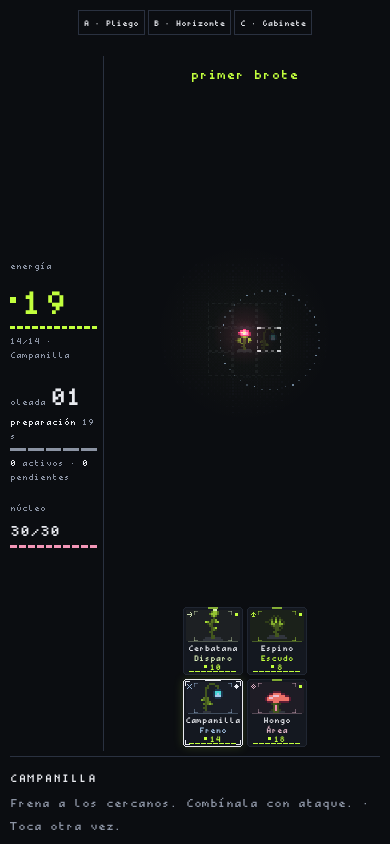 A · Pliego
B · Horizonte
C · Gabinete
primer brote
energía
19
14/14 ·
Campanilla
oleada 01
preparación 19
s
0 activos · 0
pendientes
núcleo
30/30
Cerbatana
Disparo
10
Espino
Escudo
8
Campanilla
Freno
14
Hongo
Área
18
CAMPANILLA
Frena a los cercanos. Combínala con ataque. ·
Toca otra vez.